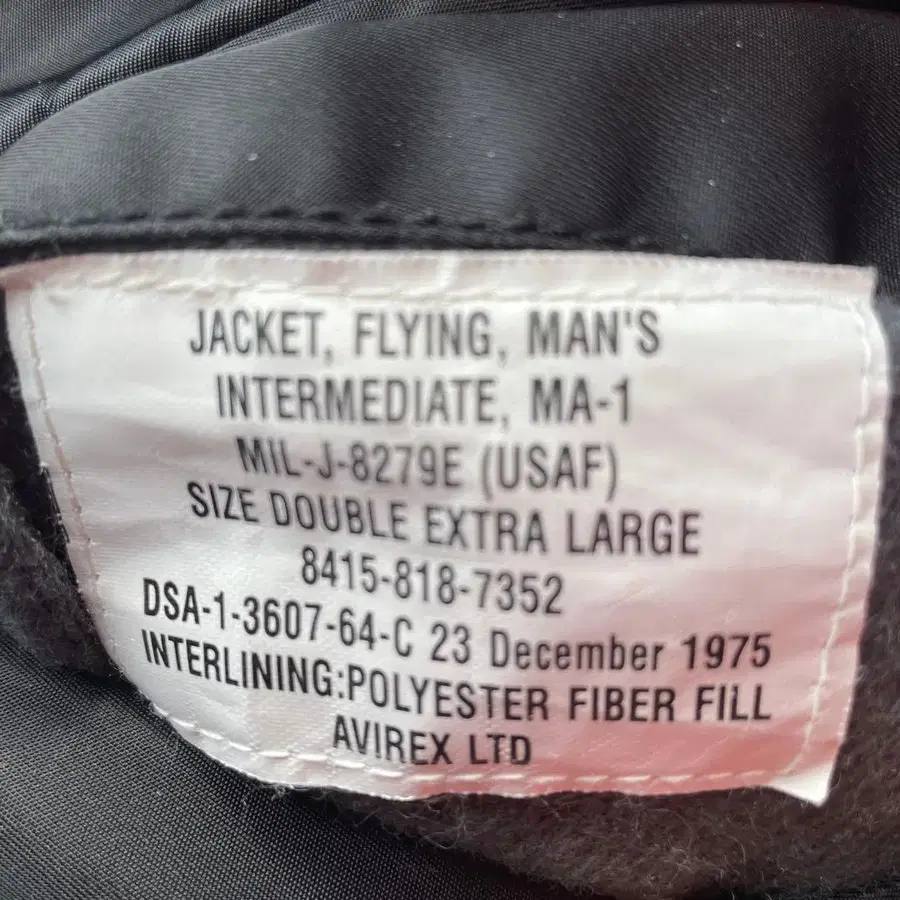 JACKET, FLYING, MAN'S
INTERMEDIATE, MA-1
MIL-J-8279E (USAF)
SIZE DOUBLE EXTRA LARGE
8415-818-7352
DSA-1-3607-64-C 23 December 1975
INTERLINING:POLYESTER FIBER FILL
AVIREX LTD